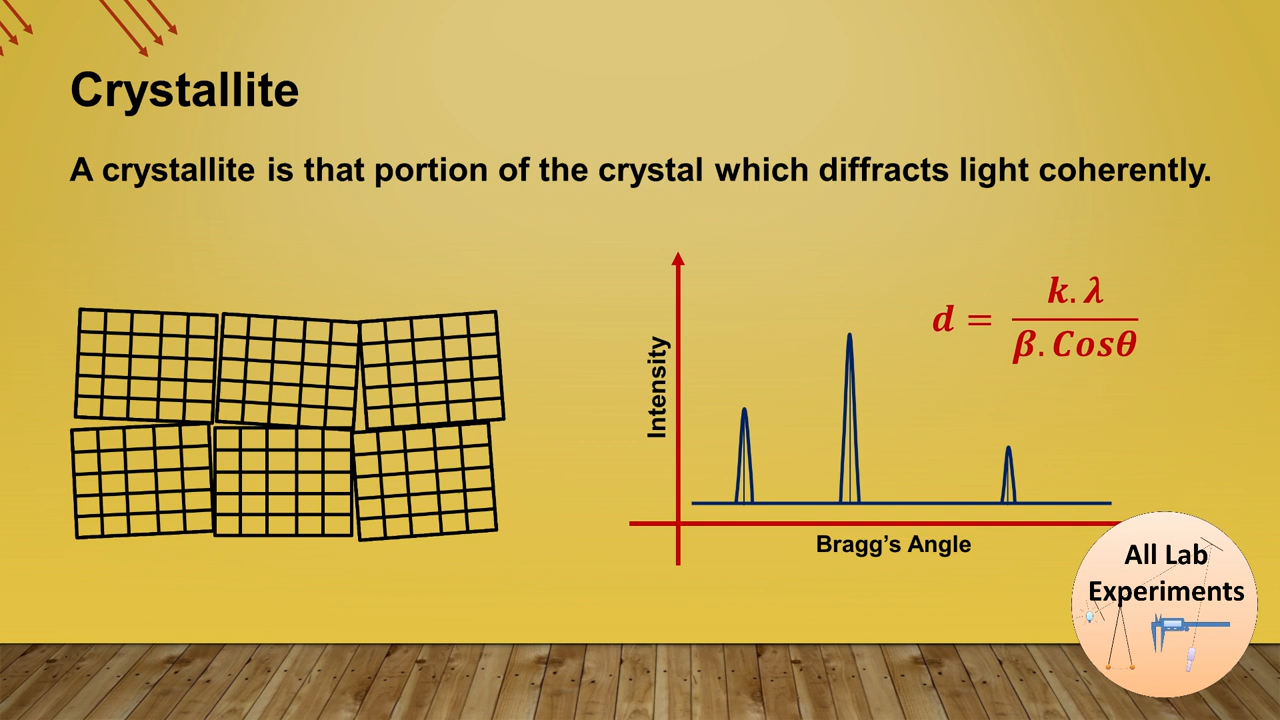 Crystallite
A crystallite is that portion of the crystal which diffracts light coherently.
Intensity
d = k.λ / β.Cosθ
Bragg’s Angle
All Lab
Experiments